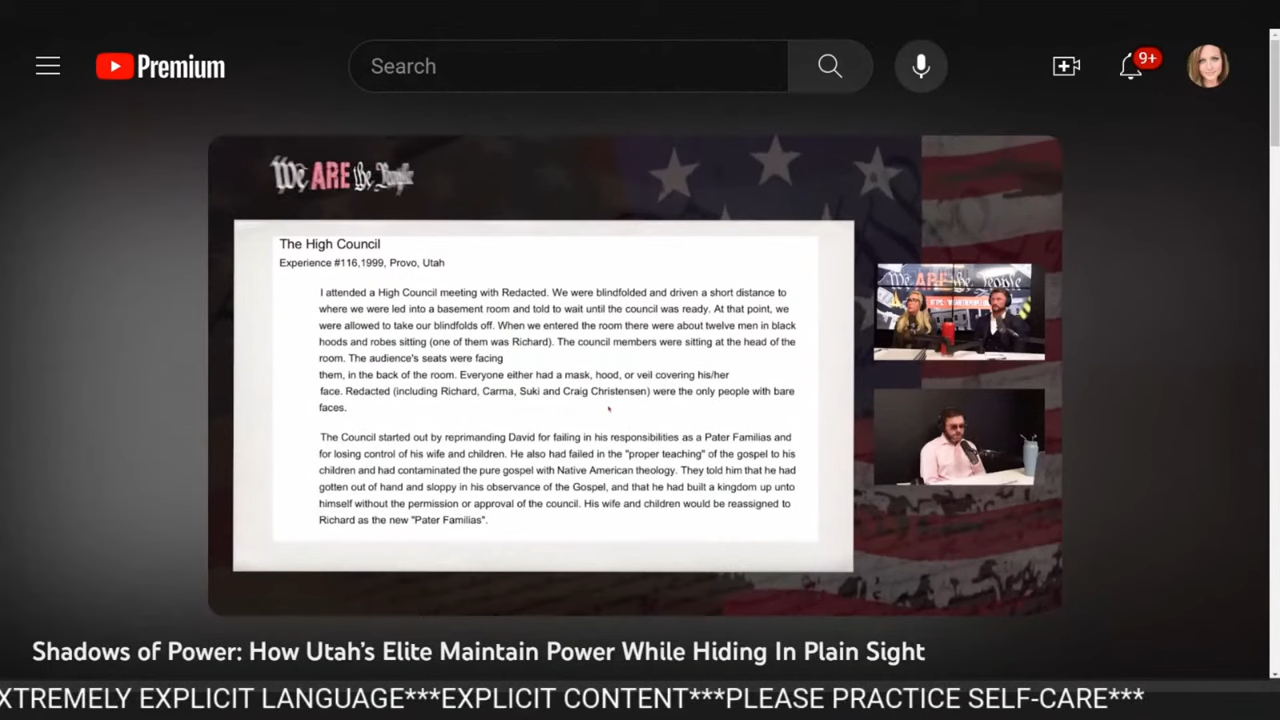 Premium
Search
9+
We ARE the People
The High Council
Experience #116,1999, Provo, Utah
I attended a High Council meeting with Redacted. We were blindfolded and driven a short distance to
where we were led into a basement room and told to wait until the council was ready. At that point, we
were allowed to take our blindfolds off. When we entered the room there were about twelve men in black
hoods and robes sitting (one of them was Richard). The council members were sitting at the head of the
room. The audience's seats were facing
them, in the back of the room. Everyone either had a mask, hood, or veil covering his/her
face. Redacted (including Richard, Carma, Suki and Craig Christensen) were the only people with bare
faces.
The Council started out by reprimanding David for failing in his responsibilities as a Pater Familias and
for losing control of his wife and children. He also had failed in the "proper teaching" of the gospel to his
children and had contaminated the pure gospel with Native American theology. They told him that he had
gotten out of hand and sloppy in his observance of the Gospel, and that he had built a kingdom up unto
himself without the permission or approval of the council. His wife and children would be reassigned to
Richard as the new "Pater Familias".
We ARE the People
Shadows of Power: How Utah's Elite Maintain Power While Hiding In Plain Sight
XTREMELY EXPLICIT LANGUAGE***EXPLICIT CONTENT***PLEASE PRACTICE SELF-CARE***